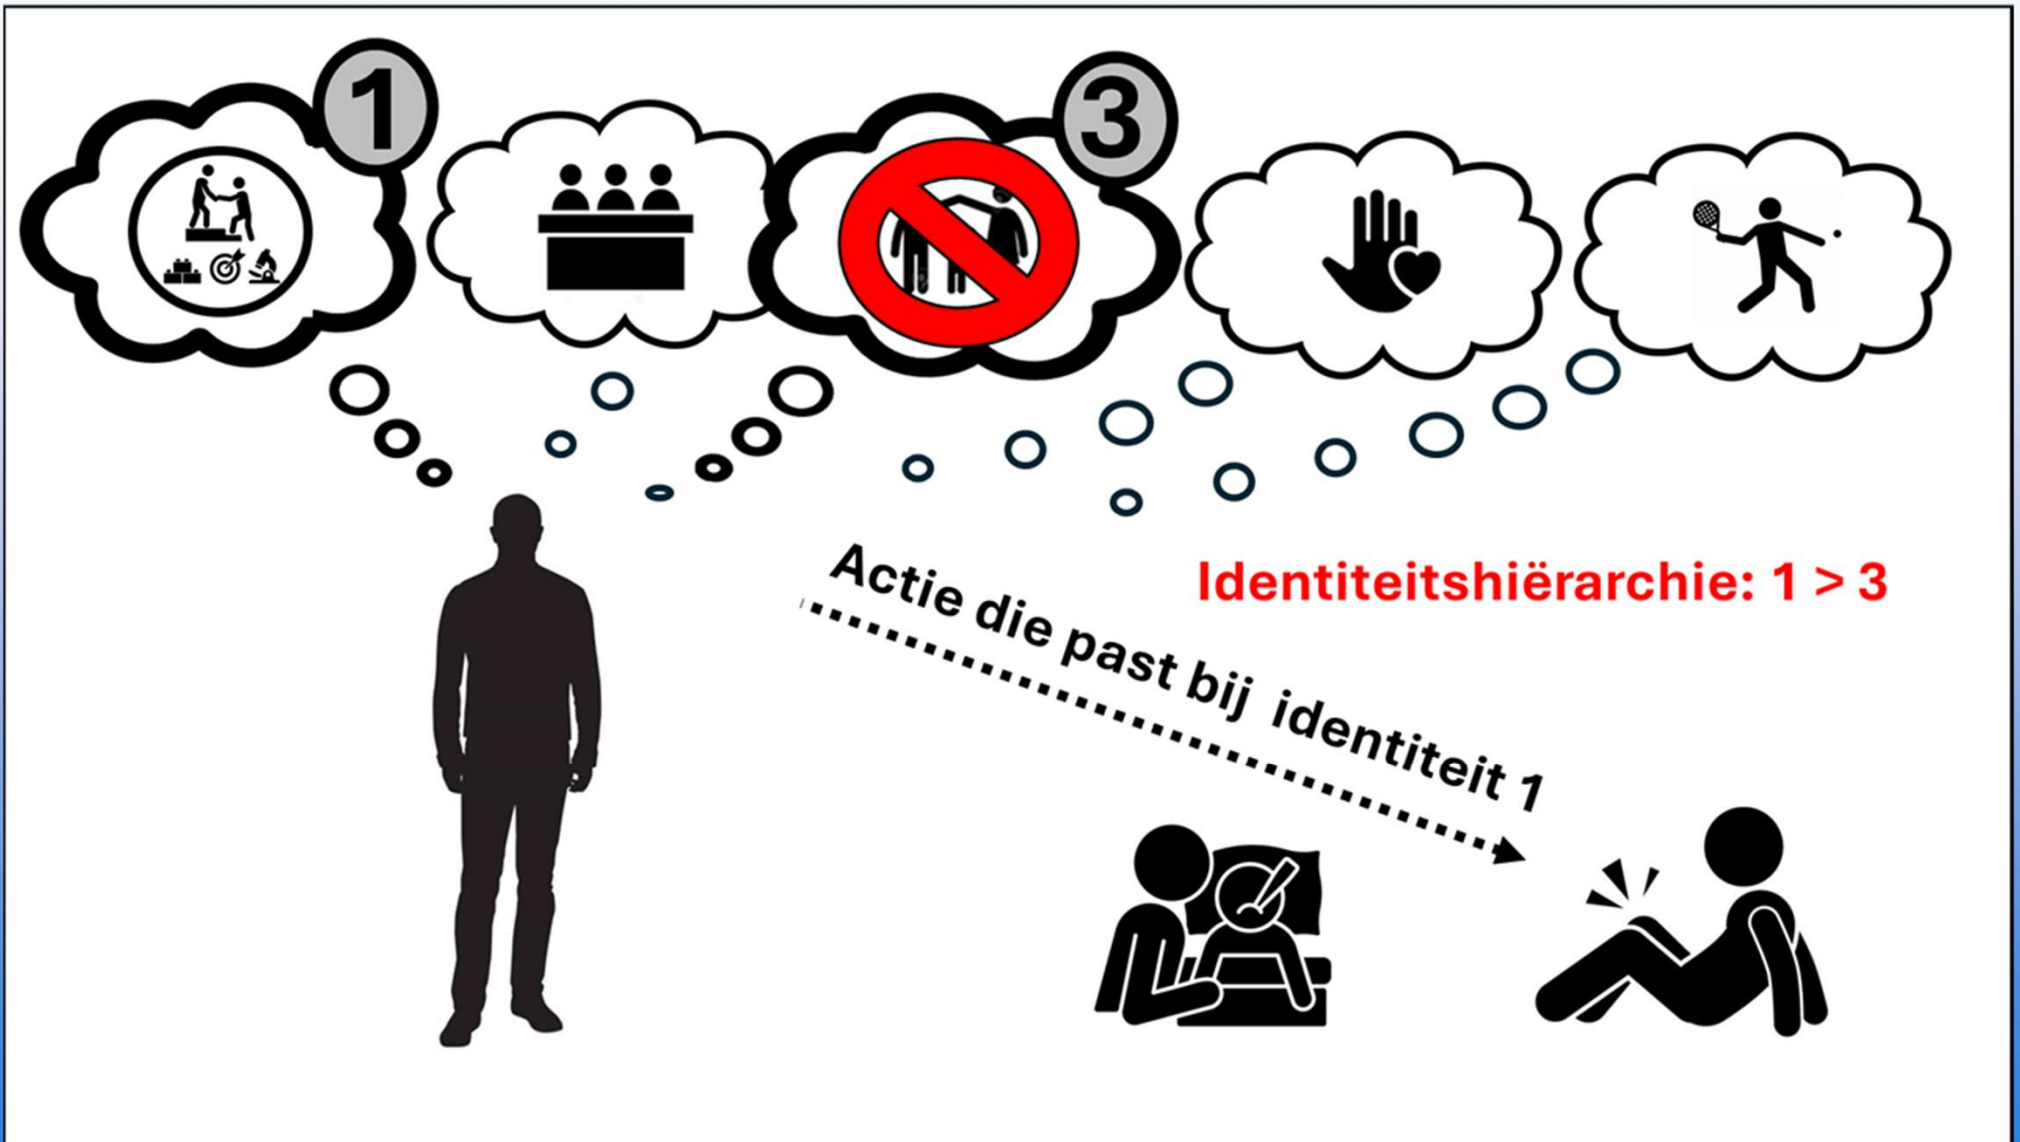 1
3
Identiteitshiërarchie: 1 > 3
Actie die past bij identiteit 1